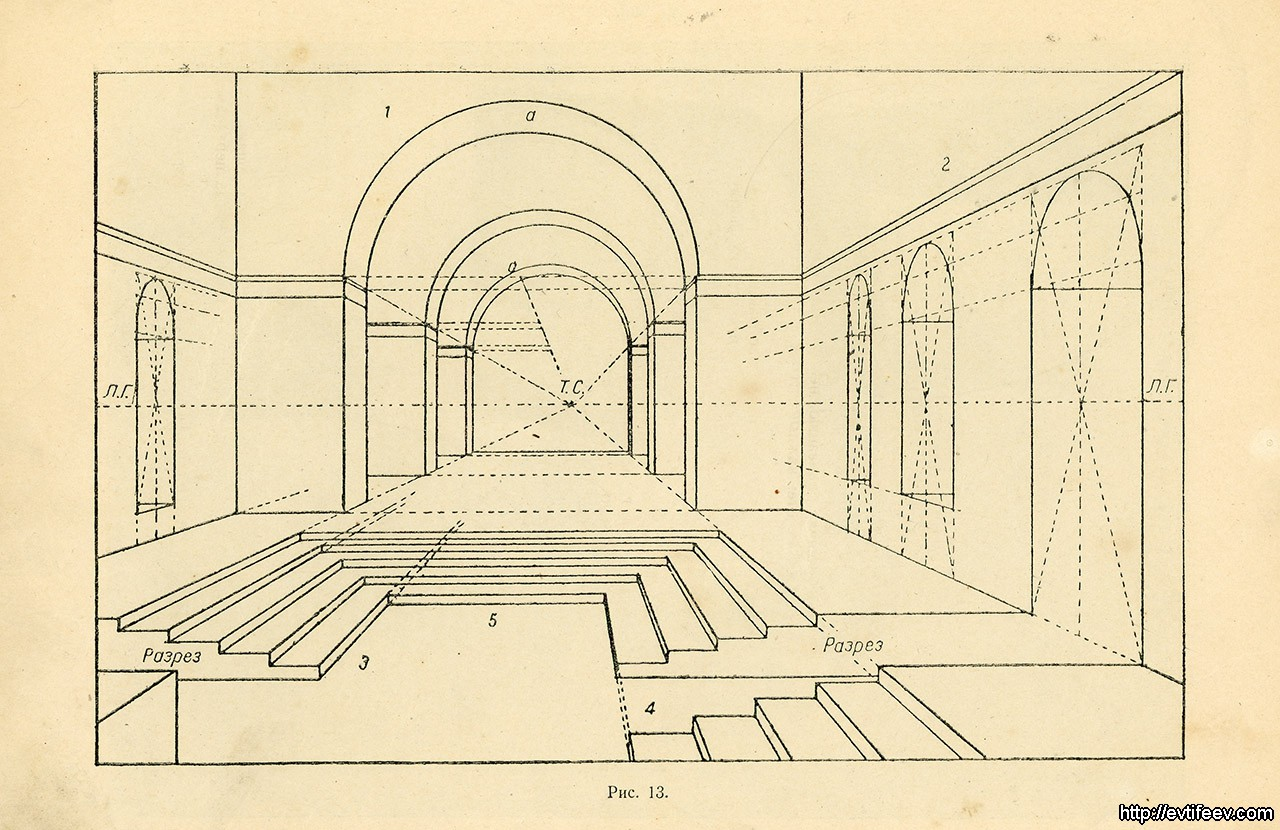 1
а
2
а
Л.Г.
Т.С.
Л.Г.
5
Разрез
3
Разрез
4
Рис. 13.
http://evtifeev.com